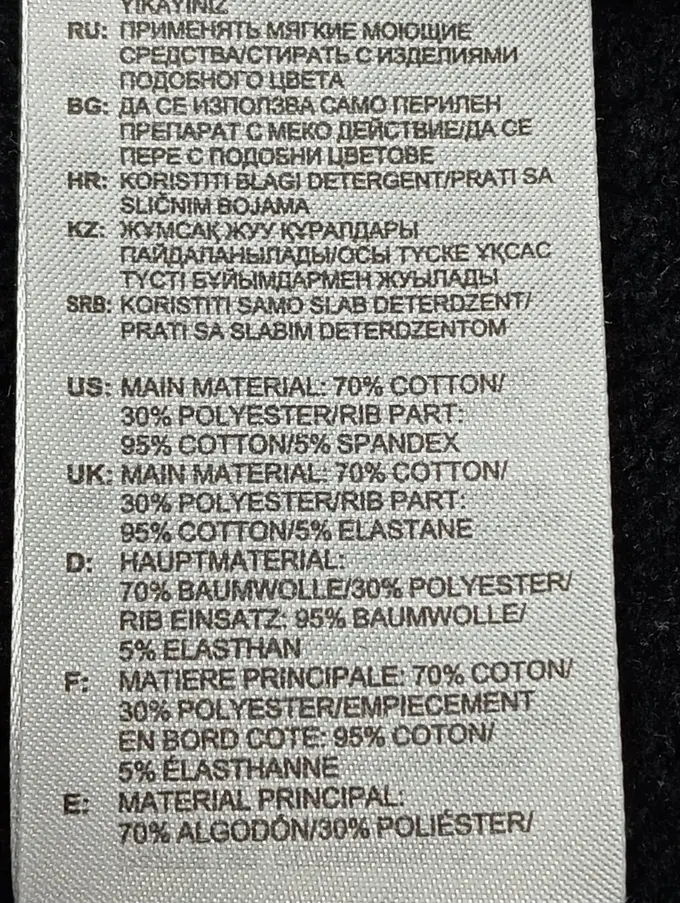 YIKAYINIZ
RU: ПРИМЕНЯТЬ МЯГКИЕ МОЮЩИЕ
СРЕДСТВА/СТИРАТЬ С ИЗДЕЛИЯМИ
ПОДОБНОГО ЦВЕТА
BG: ДА СЕ ИЗПОЛЗВА САМО ПЕРИЛЕН
ПРЕПАРАТ С МЕКО ДЕЙСТВИЕ/ДА СЕ
ПЕРЕ С ПОДОБНИ ЦВЕТОВЕ
HR: KORISTITI BLAGI DETERGENT/PRATI SA
SLIČNIM BOJAMA
KZ: ЖҰМСАҚ ЖУУ ҚҰРАЛДАРЫ
ПАЙДАЛАНЫЛАДЫ/ОСЫ ТҮСКЕ ҰҚСАС
ТҮСТІ БҰЙЫМДАРМЕН ЖУЫЛАДЫ
SRB: KORISTITI SAMO SLAB DETERDZENT/
PRATI SA SLABIM DETERDZENTOM
US: MAIN MATERIAL: 70% COTTON/
30% POLYESTER/RIB PART:
95% COTTON/5% SPANDEX
UK: MAIN MATERIAL: 70% COTTON/
30% POLYESTER/RIB PART:
95% COTTON/5% ELASTANE
D: HAUPTMATERIAL:
70% BAUMWOLLE/30% POLYESTER/
RIB EINSATZ: 95% BAUMWOLLE/
5% ELASTHAN
F: MATIERE PRINCIPALE: 70% COTON/
30% POLYESTER/EMPIECEMENT
EN BORD COTE: 95% COTON/
5% ÉLASTHANNE
E: MATERIAL PRINCIPAL:
70% ALGODÓN/30% POLIÉSTER/